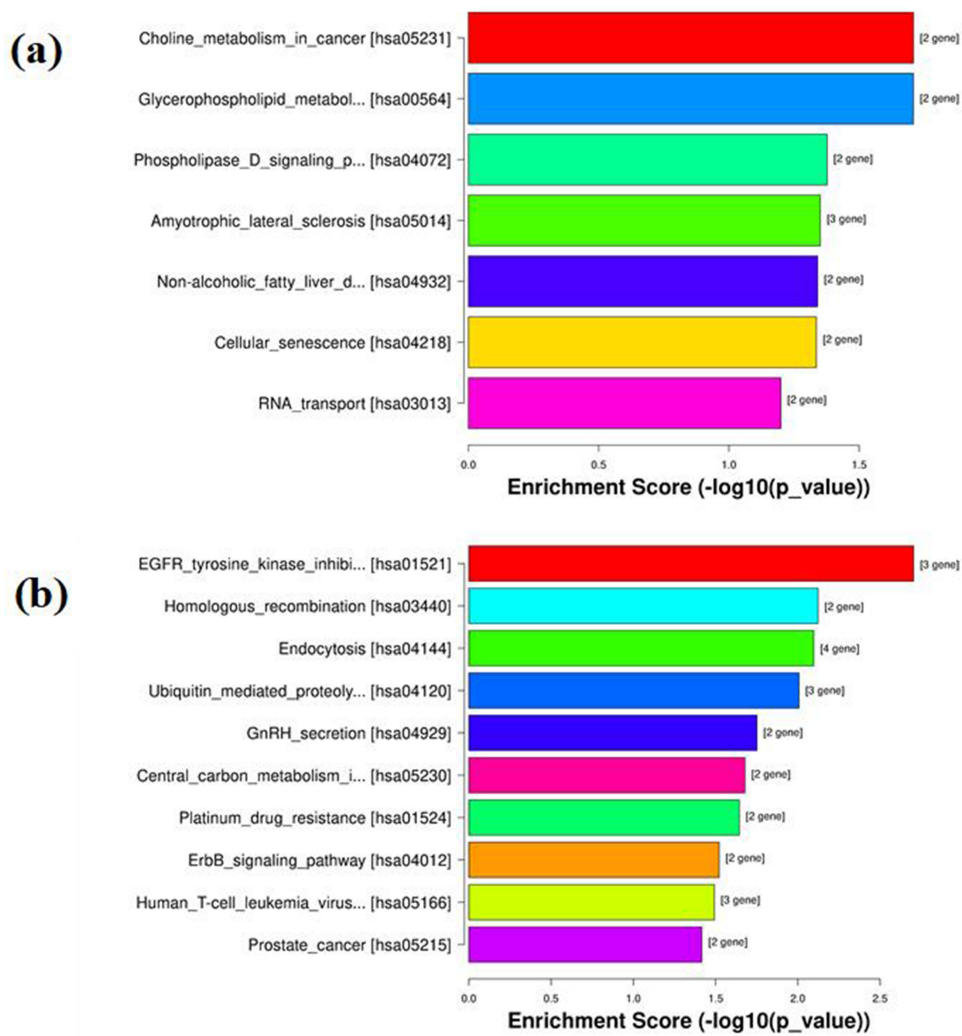 (a)
Choline_metabolism_in_cancer [hsa05231] [2 gene]
Glycerophospholipid_metabol... [hsa00564] [2 gene]
Phospholipase_D_signaling_p... [hsa04072] [2 gene]
Amyotrophic_lateral_sclerosis [hsa05014] [3 gene]
Non-alcoholic_fatty_liver_d... [hsa04932] [2 gene]
Cellular_senescence [hsa04218] [2 gene]
RNA_transport [hsa03013] [2 gene]
0.0 0.5 1.0 1.5
Enrichment Score (-log10(p_value))
(b)
EGFR_tyrosine_kinase_inhibi... [hsa01521] [3 gene]
Homologous_recombination [hsa03440] [2 gene]
Endocytosis [hsa04144] [4 gene]
Ubiquitin_mediated_proteoly... [hsa04120] [3 gene]
GnRH_secretion [hsa04929] [2 gene]
Central_carbon_metabolism_i... [hsa05230] [2 gene]
Platinum_drug_resistance [hsa01524] [2 gene]
ErbB_signaling_pathway [hsa04012] [2 gene]
Human_T-cell_leukemia_virus... [hsa05166] [3 gene]
Prostate_cancer [hsa05215] [2 gene]
0.0 0.5 1.0 1.5 2.0 2.5
Enrichment Score (-log10(p_value))